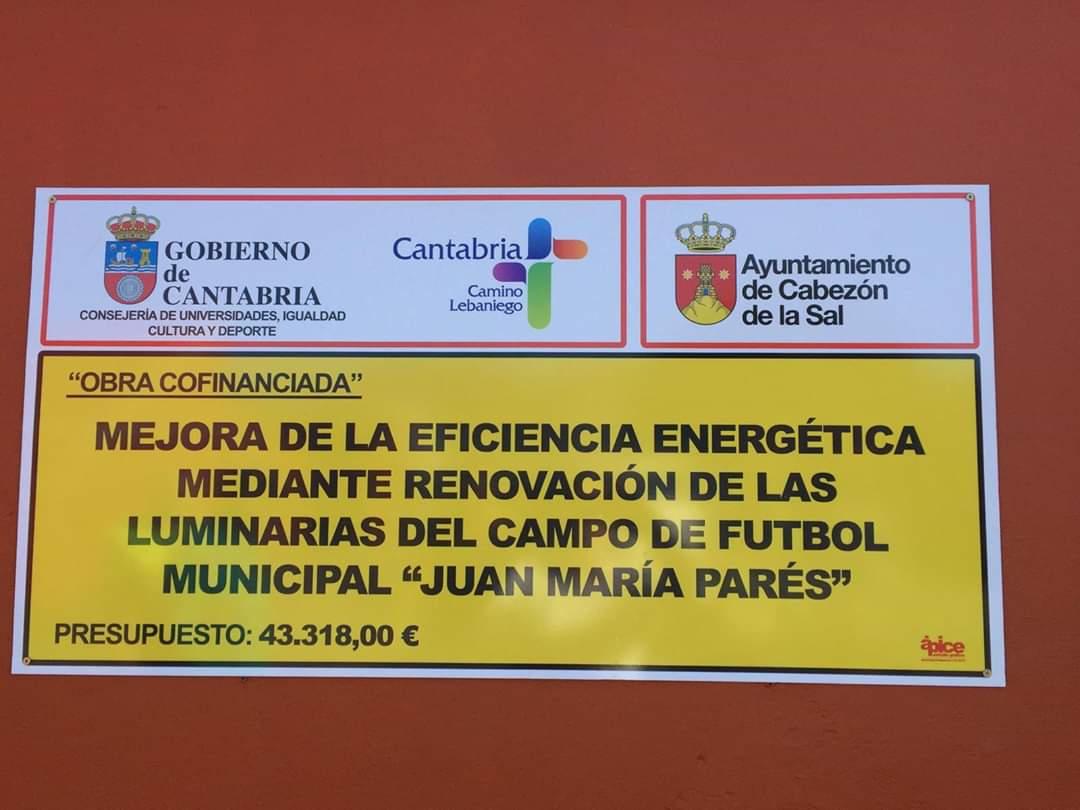 GOBIERNO
de
CANTABRIA
CONSEJERÍA DE UNIVERSIDADES, IGUALDAD
CULTURA Y DEPORTE
Cantabria
Camino
Lebaniego
Ayuntamiento
de Cabezón
de la Sal
“OBRA COFINANCIADA”
MEJORA DE LA EFICIENCIA ENERGÉTICA
MEDIANTE RENOVACIÓN DE LAS
LUMINARIAS DEL CAMPO DE FUTBOL
MUNICIPAL “JUAN MARÍA PARÉS”
PRESUPUESTO: 43.318,00 €
ápice